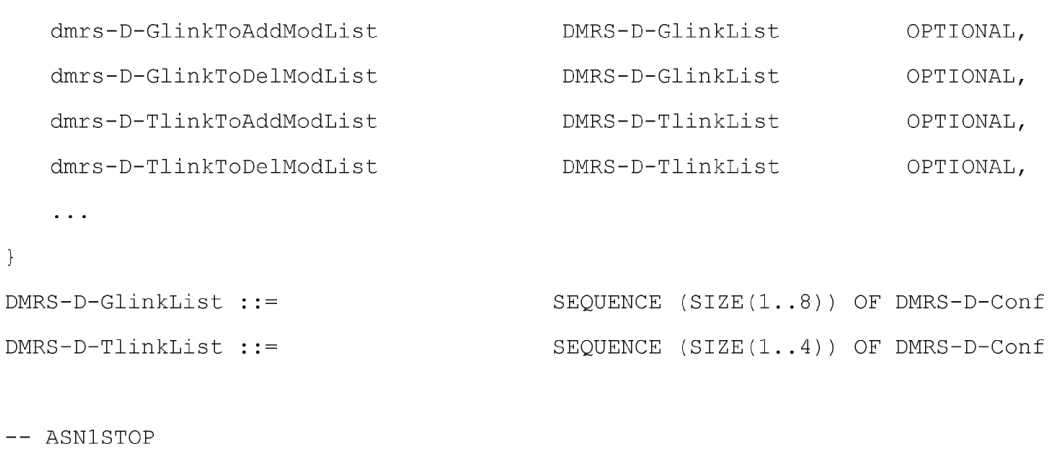 dmrs-D-GlinkToAddModList DMRS-D-GlinkList OPTIONAL,
dmrs-D-GlinkToDelModList DMRS-D-GlinkList OPTIONAL,
dmrs-D-TlinkToAddModList DMRS-D-TlinkList OPTIONAL,
dmrs-D-TlinkToDelModList DMRS-D-TlinkList OPTIONAL,
...
}
DMRS-D-GlinkList ::= SEQUENCE (SIZE(1..8)) OF DMRS-D-Conf
DMRS-D-TlinkList ::= SEQUENCE (SIZE(1..4)) OF DMRS-D-Conf
-- ASN1STOP